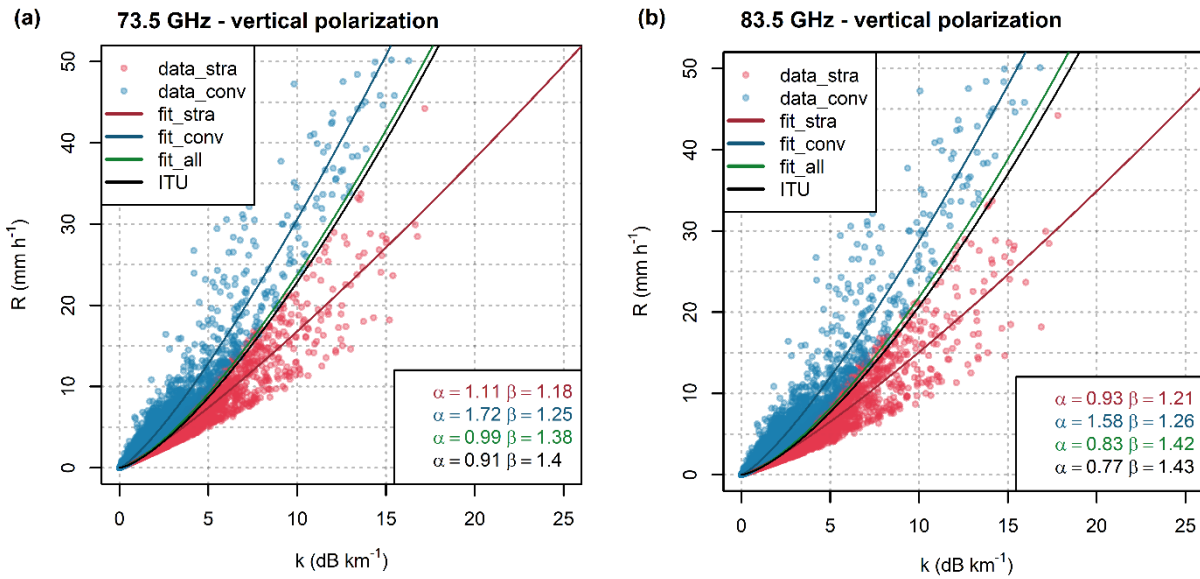 (a)
73.5 GHz - vertical polarization
R (mm h⁻¹)
50
40
30
20
10
0
data_stra
data_conv
fit_stra
fit_conv
fit_all
ITU
α = 1.11 β = 1.18
α = 1.72 β = 1.25
α = 0.99 β = 1.38
α = 0.91 β = 1.4
0 5 10 15 20 25
k (dB km⁻¹)
(b)
83.5 GHz - vertical polarization
R (mm h⁻¹)
50
40
30
20
10
0
data_stra
data_conv
fit_stra
fit_conv
fit_all
ITU
α = 0.93 β = 1.21
α = 1.58 β = 1.26
α = 0.83 β = 1.42
α = 0.77 β = 1.43
0 5 10 15 20 25
k (dB km⁻¹)